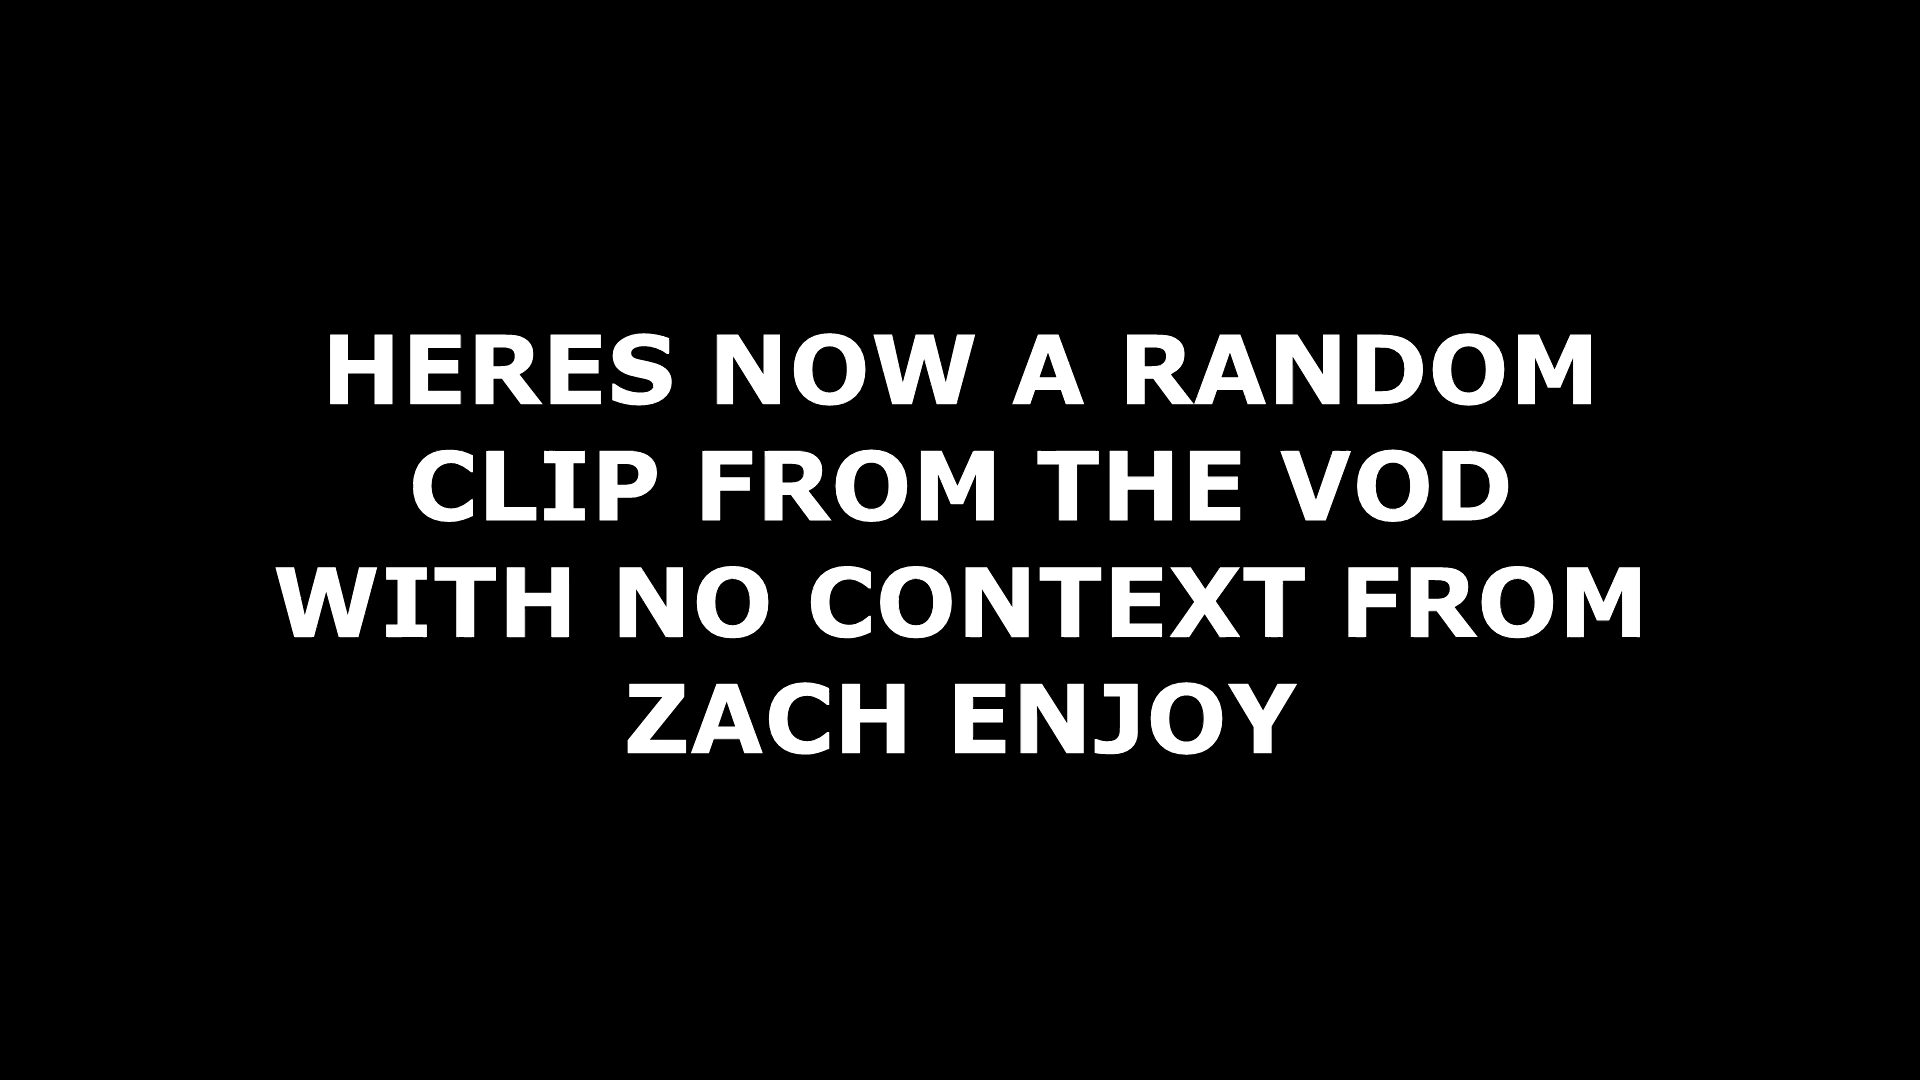 HERES NOW A RANDOM
CLIP FROM THE VOD
WITH NO CONTEXT FROM
ZACH ENJOY